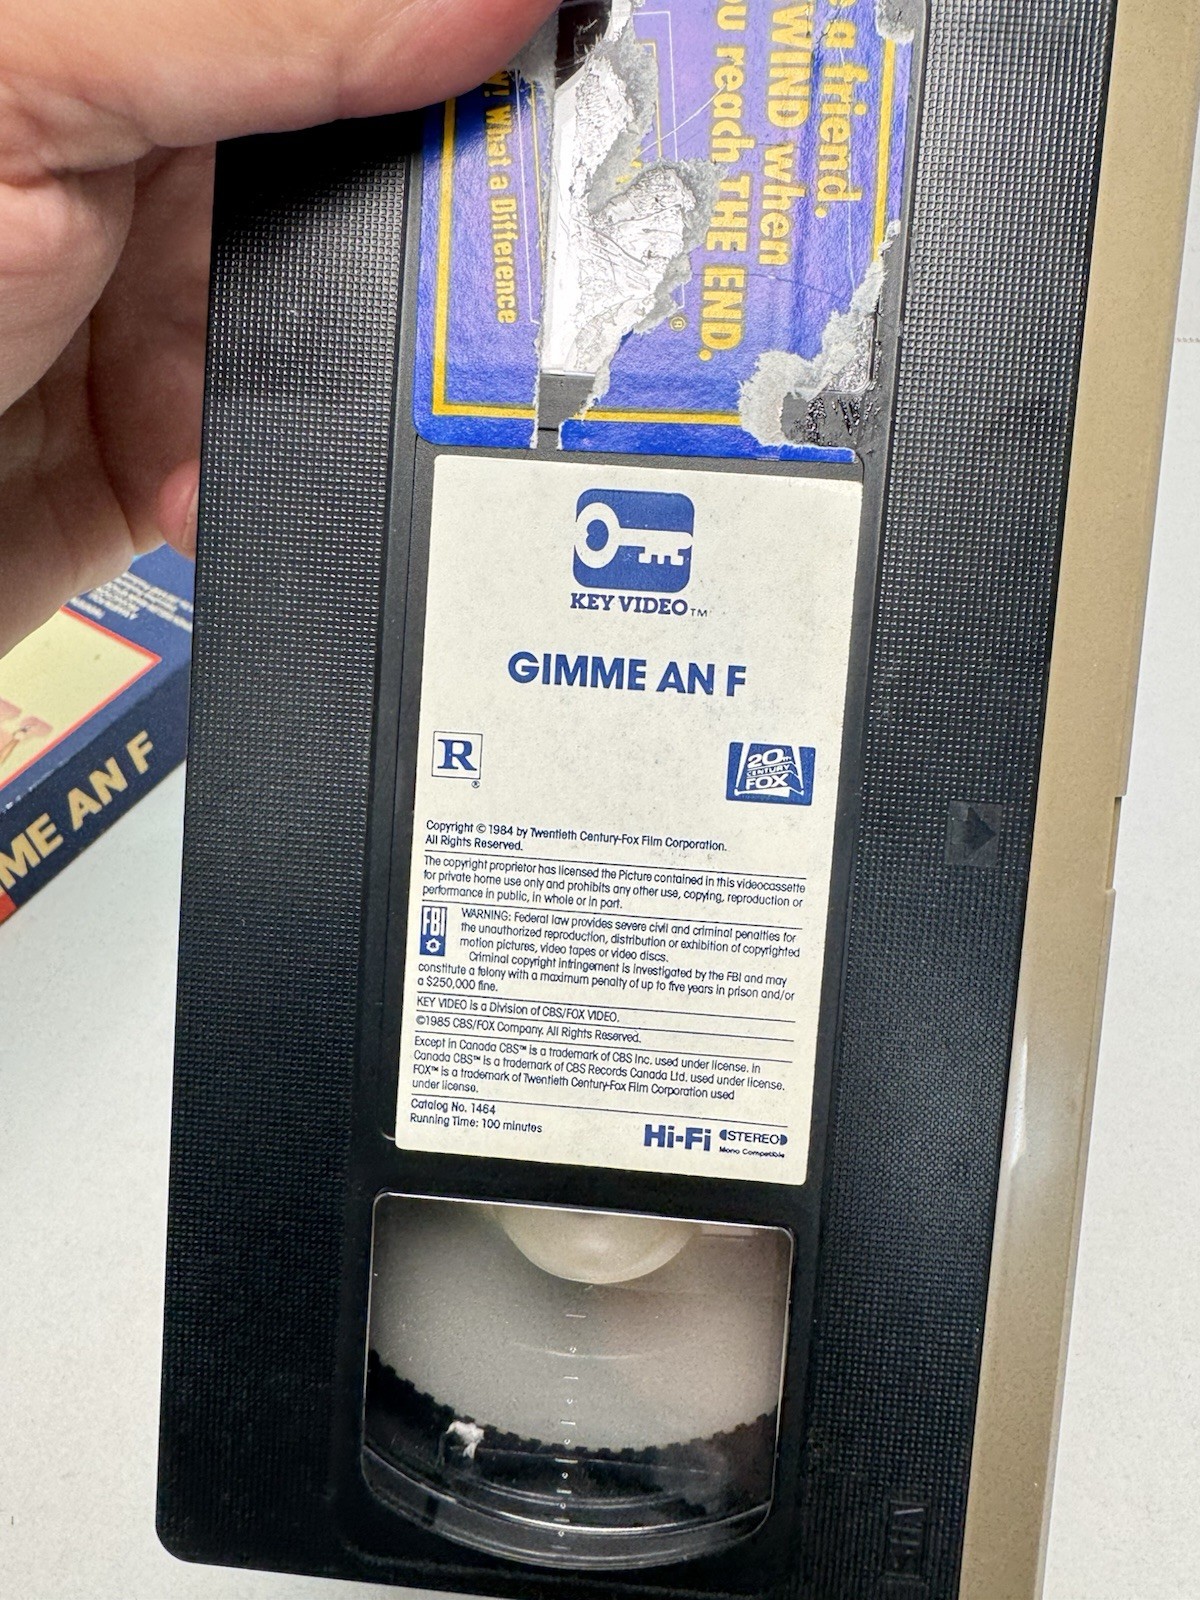 a friend.
WIND when
ou reach THE END.
! What a Difference
KEY VIDEO™
GIMME AN F
R
®
20th
CENTURY
FOX
Copyright © 1984 by Twentieth Century-Fox Film Corporation.
All Rights Reserved.
The copyright proprietor has licensed the Picture contained in this videocassette
for private home use only and prohibits any other use, copying, reproduction or
performance in public, in whole or in part.
FBI
WARNING: Federal law provides severe civil and criminal penalties for
the unauthorized reproduction, distribution or exhibition of copyrighted
motion pictures, video tapes or video discs.
Criminal copyright infringement is investigated by the FBI and may
constitute a felony with a maximum penalty of up to five years in prison and/or
a $250,000 fine.
KEY VIDEO is a Division of CBS/FOX VIDEO.
©1985 CBS/FOX Company. All Rights Reserved.
Except in Canada CBS™ is a trademark of CBS Inc. used under license. In
Canada CBS™ is a trademark of CBS Records Canada Ltd. used under license.
FOX™ is a trademark of Twentieth Century-Fox Film Corporation used
under license.
Catalog No. 1464
Running Time: 100 minutes
Hi-Fi STEREO
Mono Compatible
ME AN F
VHS